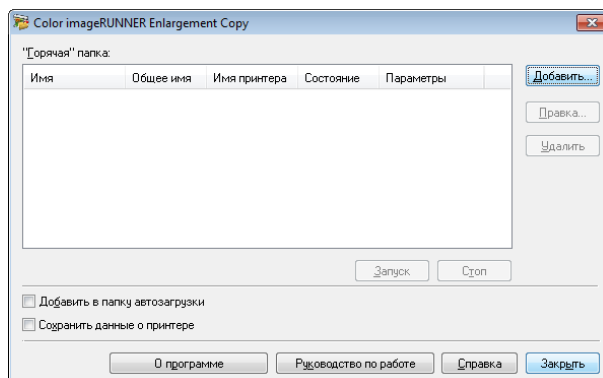 Color imageRUNNER Enlargement Copy
"Горячая" папка:
Имя Общее имя Имя принтера Состояние Параметры
Добавить...
Правка...
Удалить
Запуск Стоп
Добавить в папку автозагрузки
Сохранить данные о принтере
О программе Руководство по работе Справка Закрыть